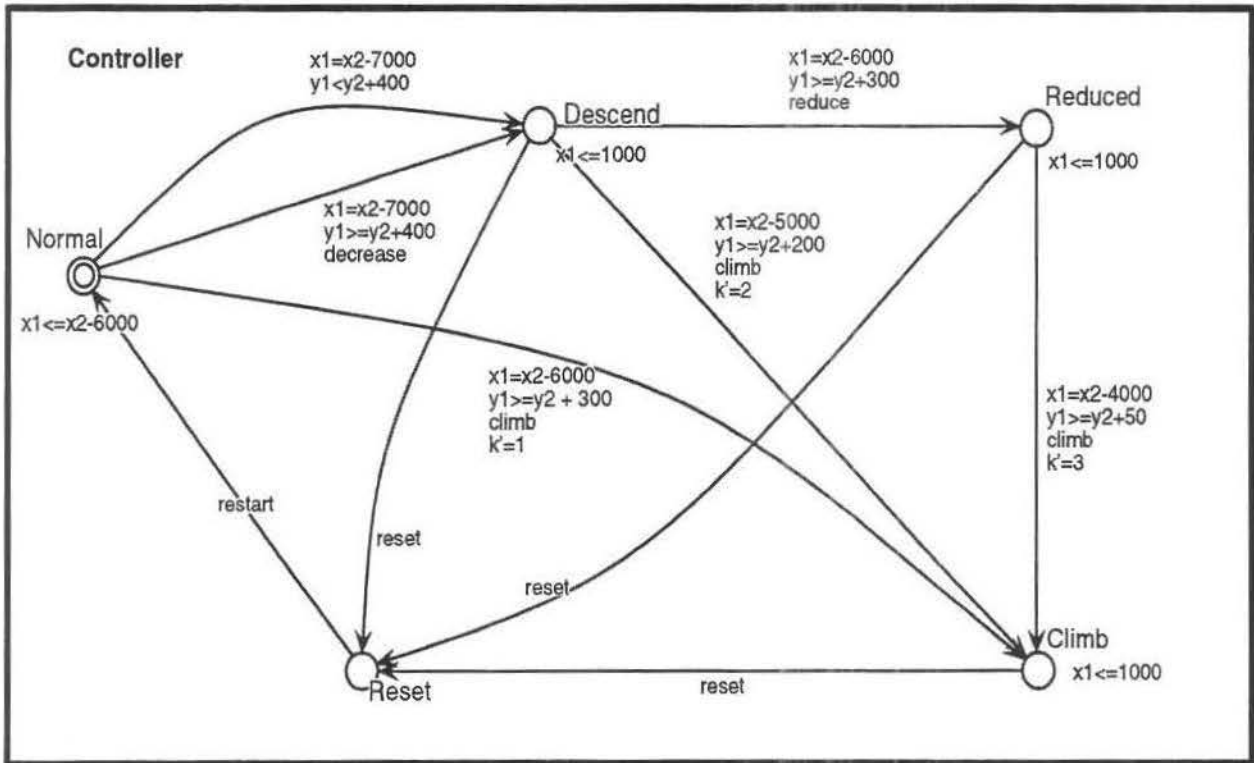 Controller
x1=x2-7000
y1<y2+400
x1=x2-6000
y1>=y2+300
reduce
Descend
x1<=1000
Reduced
x1<=1000
x1=x2-7000
y1>=y2+400
decrease
Normal
x1<=x2-6000
x1=x2-5000
y1>=y2+200
climb
k'=2
x1=x2-6000
y1>=y2 + 300
climb
k'=1
x1=x2-4000
y1>=y2+50
climb
k'=3
restart
reset
reset
Climb
x1<=1000
Reset
reset